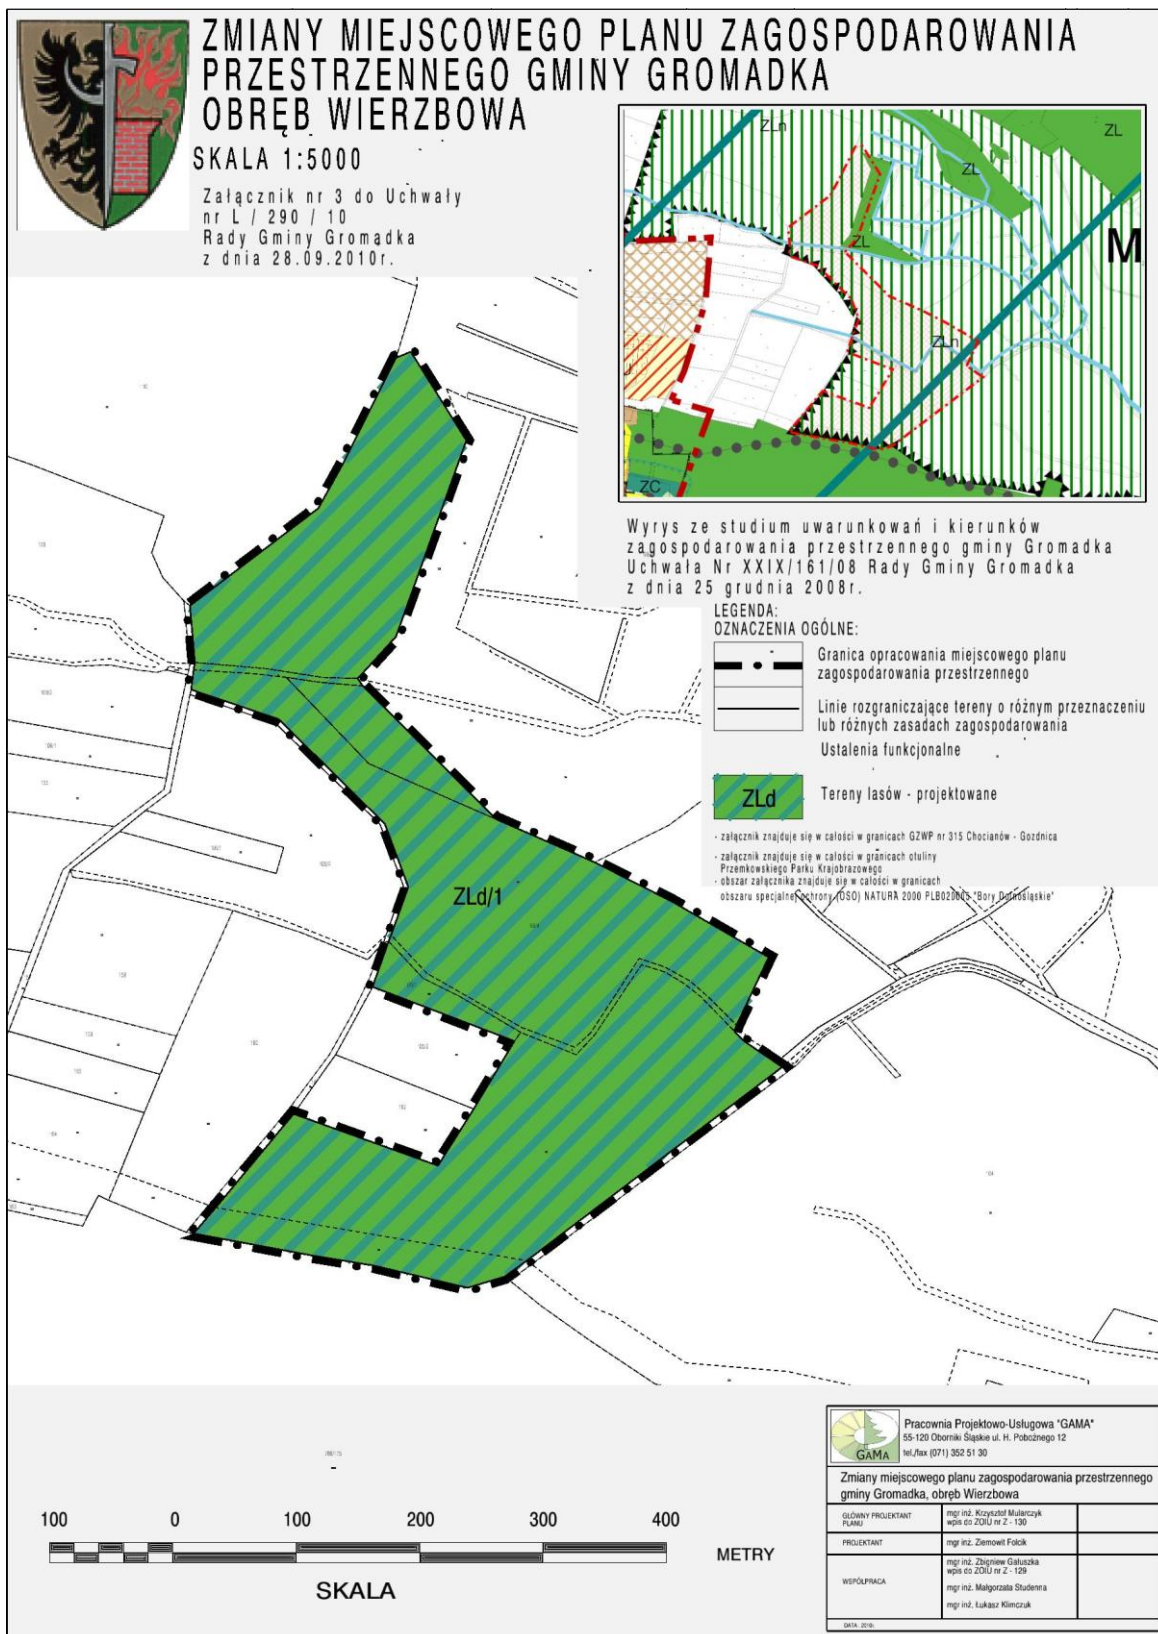 ZMIANY MIEJSCOWEGO PLANU ZAGOSPODAROWANIA
PRZESTRZENNEGO GMINY GROMADKA
OBRĘB WIERZBOWA
SKALA 1:5000
Załącznik nr 3 do Uchwały
nr L / 290 / 10
Rady Gminy Gromadka
z dnia 28.09.2010r.
ZLn
ZL
ZL
ZL
M
ZLn
ZC
Wyrys ze studium uwarunkowań i kierunków
zagospodarowania przestrzennego gminy Gromadka
Uchwała Nr XXIX/161/08 Rady Gminy Gromadka
z dnia 25 grudnia 2008r.
LEGENDA:
OZNACZENIA OGÓLNE:
Granica opracowania miejscowego planu
zagospodarowania przestrzennego
Linie rozgraniczające tereny o różnym przeznaczeniu
lub różnych zasadach zagospodarowania
Ustalenia funkcjonalne
ZLd
Tereny lasów - projektowane
- załącznik znajduje się w całości w granicach GZWP nr 315 Chocianów - Gozdnica
- załącznik znajduje się w całości w granicach otuliny
Przemkowskiego Parku Krajobrazowego
- obszar załącznika znajduje się w całości w granicach
obszaru specjalnej ochrony (OSO) NATURA 2000 PLB020005 "Bory Dolnośląskie"
ZLd/1
100 0 100 200 300 400
METRY
SKALA
GAMA
Pracownia Projektowo-Usługowa "GAMA"
55-120 Oborniki Śląskie ul. H. Pobożnego 12
tel./fax (071) 352 51 30
Zmiany miejscowego planu zagospodarowania przestrzennego
gminy Gromadka, obręb Wierzbowa
GŁÓWNY PROJEKTANT
PLANU
mgr inż. Krzysztof Mularczyk
wpis do ZOIU nr Z - 130
PROJEKTANT
mgr inż. Ziemowit Folcik
WSPÓŁPRACA
mgr inż. Zbigniew Gałuszka
wpis do ZOIU nr Z - 129
mgr inż. Małgorzata Studenna
mgr inż. Łukasz Klimczuk
DATA 2010r.